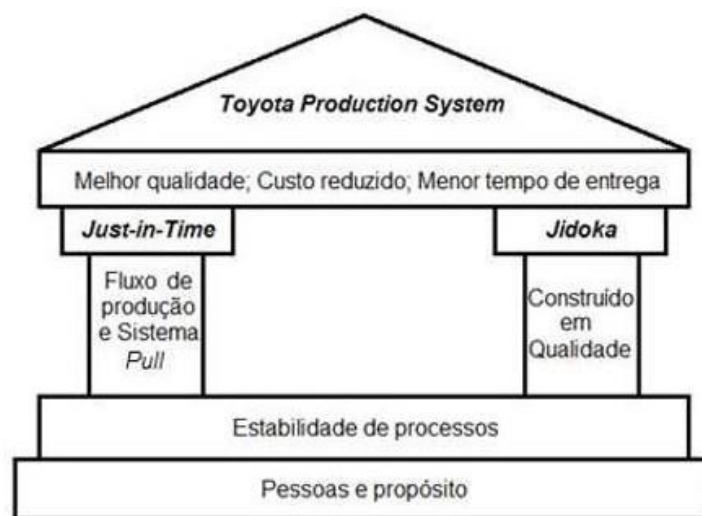 Toyota Production System
Melhor qualidade; Custo reduzido; Menor tempo de entrega
Just-in-Time
Fluxo de
produção
e Sistema
Pull
Jidoka
Construído
em
Qualidade
Estabilidade de processos
Pessoas e propósito